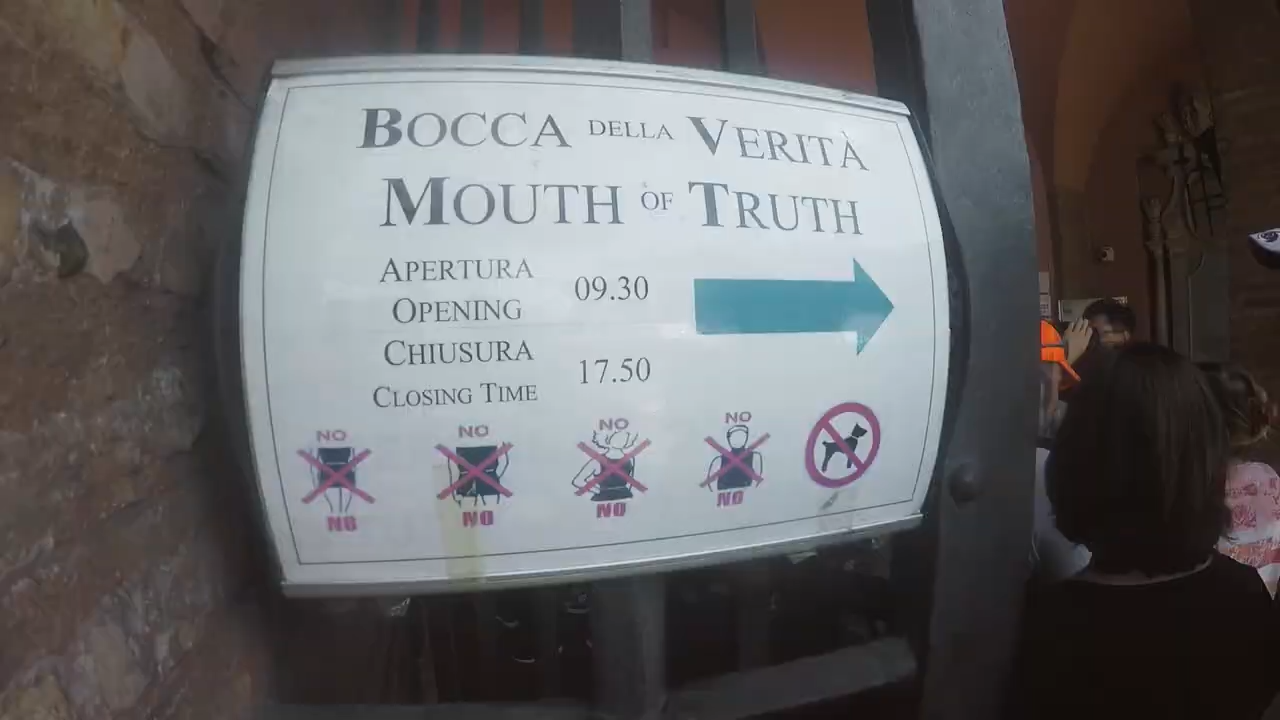 BOCCA DELLA VERITÀ
MOUTH OF TRUTH
APERTURA
OPENING 09.30
CHIUSURA
CLOSING TIME 17.50
NO NO NO NO
NO NO NO NO